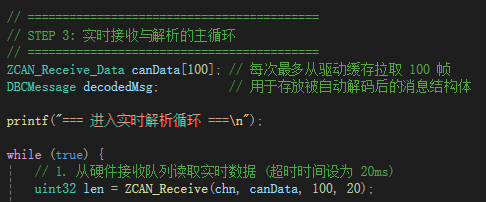 // ==========================================
// STEP 3: 实时接收与解析的主循环
// ==========================================
ZCAN_Receive_Data canData[100]; // 每次最多从驱动缓存拉取 100 帧
DBCMessage decodedMsg;          // 用于存放被自动解码后的消息结构体
printf("=== 进入实时解析循环 ===\n");
while (true) {
    // 1. 从硬件接收队列读取实时数据 (超时时间设为 20ms)
    uint32 len = ZCAN_Receive(chn, canData, 100, 20);